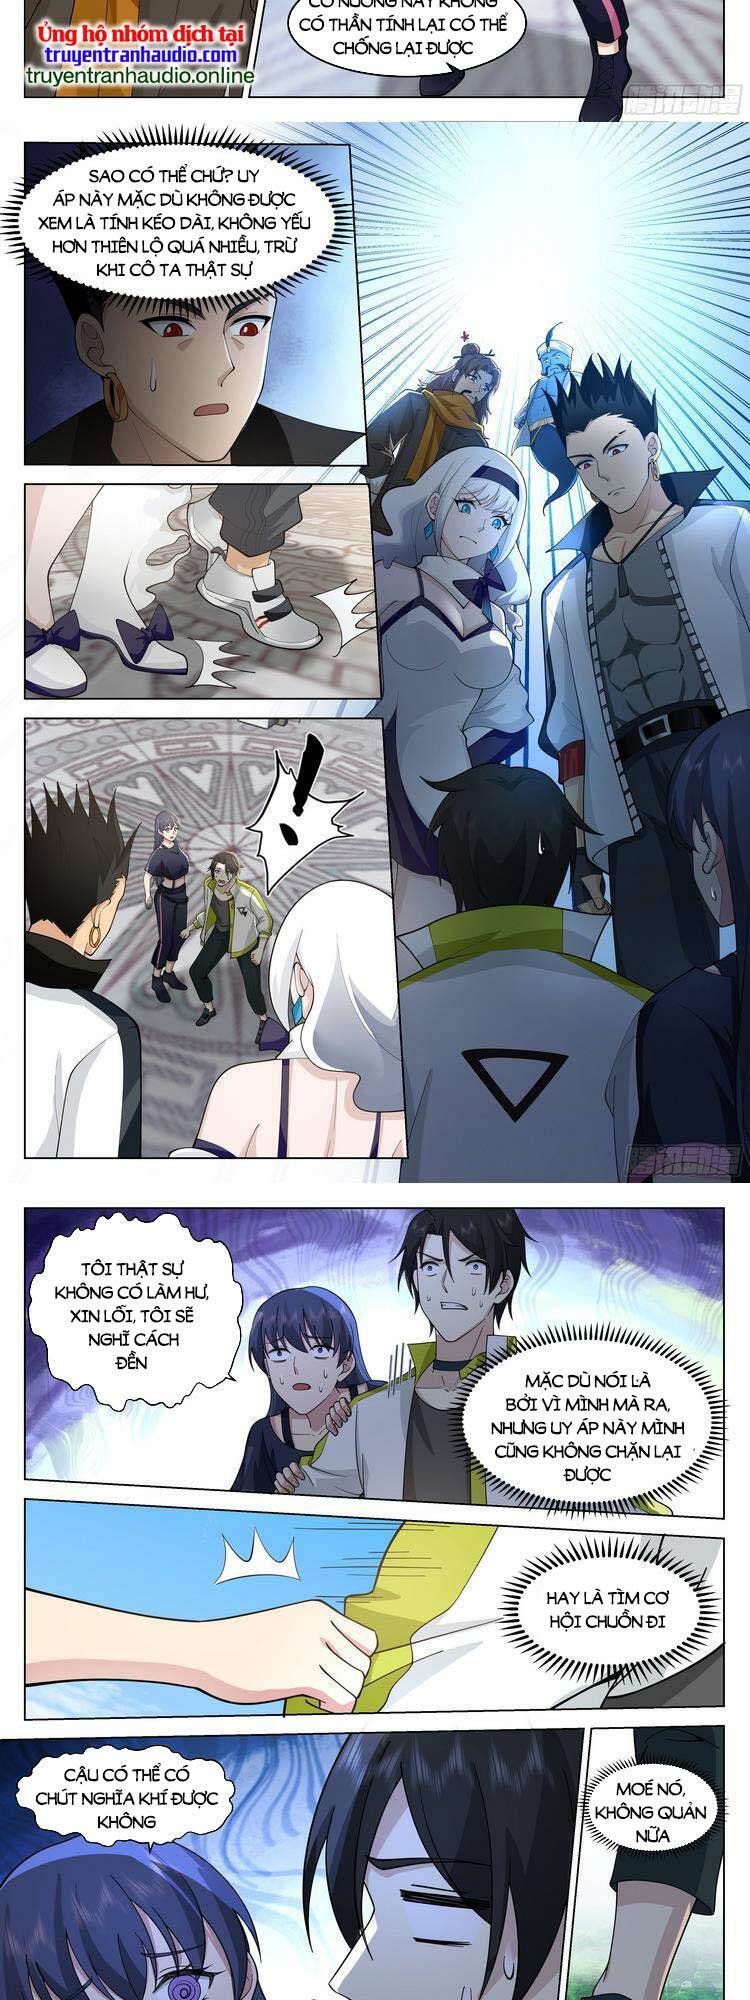 Ủng hộ nhóm dịch tại
truyentranhaudio.com
truyentranhaudio.online
CÔ NƯƠNG NÀY KHÔNG
CÓ THẦN TÍNH LẠI CÓ THỂ
CHỐNG LẠI ĐƯỢC
SAO CÓ THỂ CHỨ? UY
ÁP NÀY MẶC DÙ KHÔNG ĐƯỢC
XEM LÀ TÍNH KÉO DÀI, KHÔNG YẾU
HƠN THIÊN LỘ QUÁ NHIỀU, TRỪ
KHI CÔ TA THẬT SỰ
!
TÔI THẬT SỰ
KHÔNG CÓ LÀM HƯ,
XIN LỖI, TÔI SẼ
NGHĨ CÁCH
ĐỀN
MẶC DÙ NÓI LÀ
BỞI VÌ MÌNH MÀ RA,
NHƯNG UY ÁP NÀY MÌNH
CŨNG KHÔNG CHẶN LẠI
ĐƯỢC
HAY LÀ TÌM CƠ
HỘI CHUỒN ĐI
CẬU CÓ THỂ CÓ
CHÚT NGHĨA KHÍ ĐƯỢC
KHÔNG
MOÉ NÓ,
KHÔNG QUẢN
NỮA